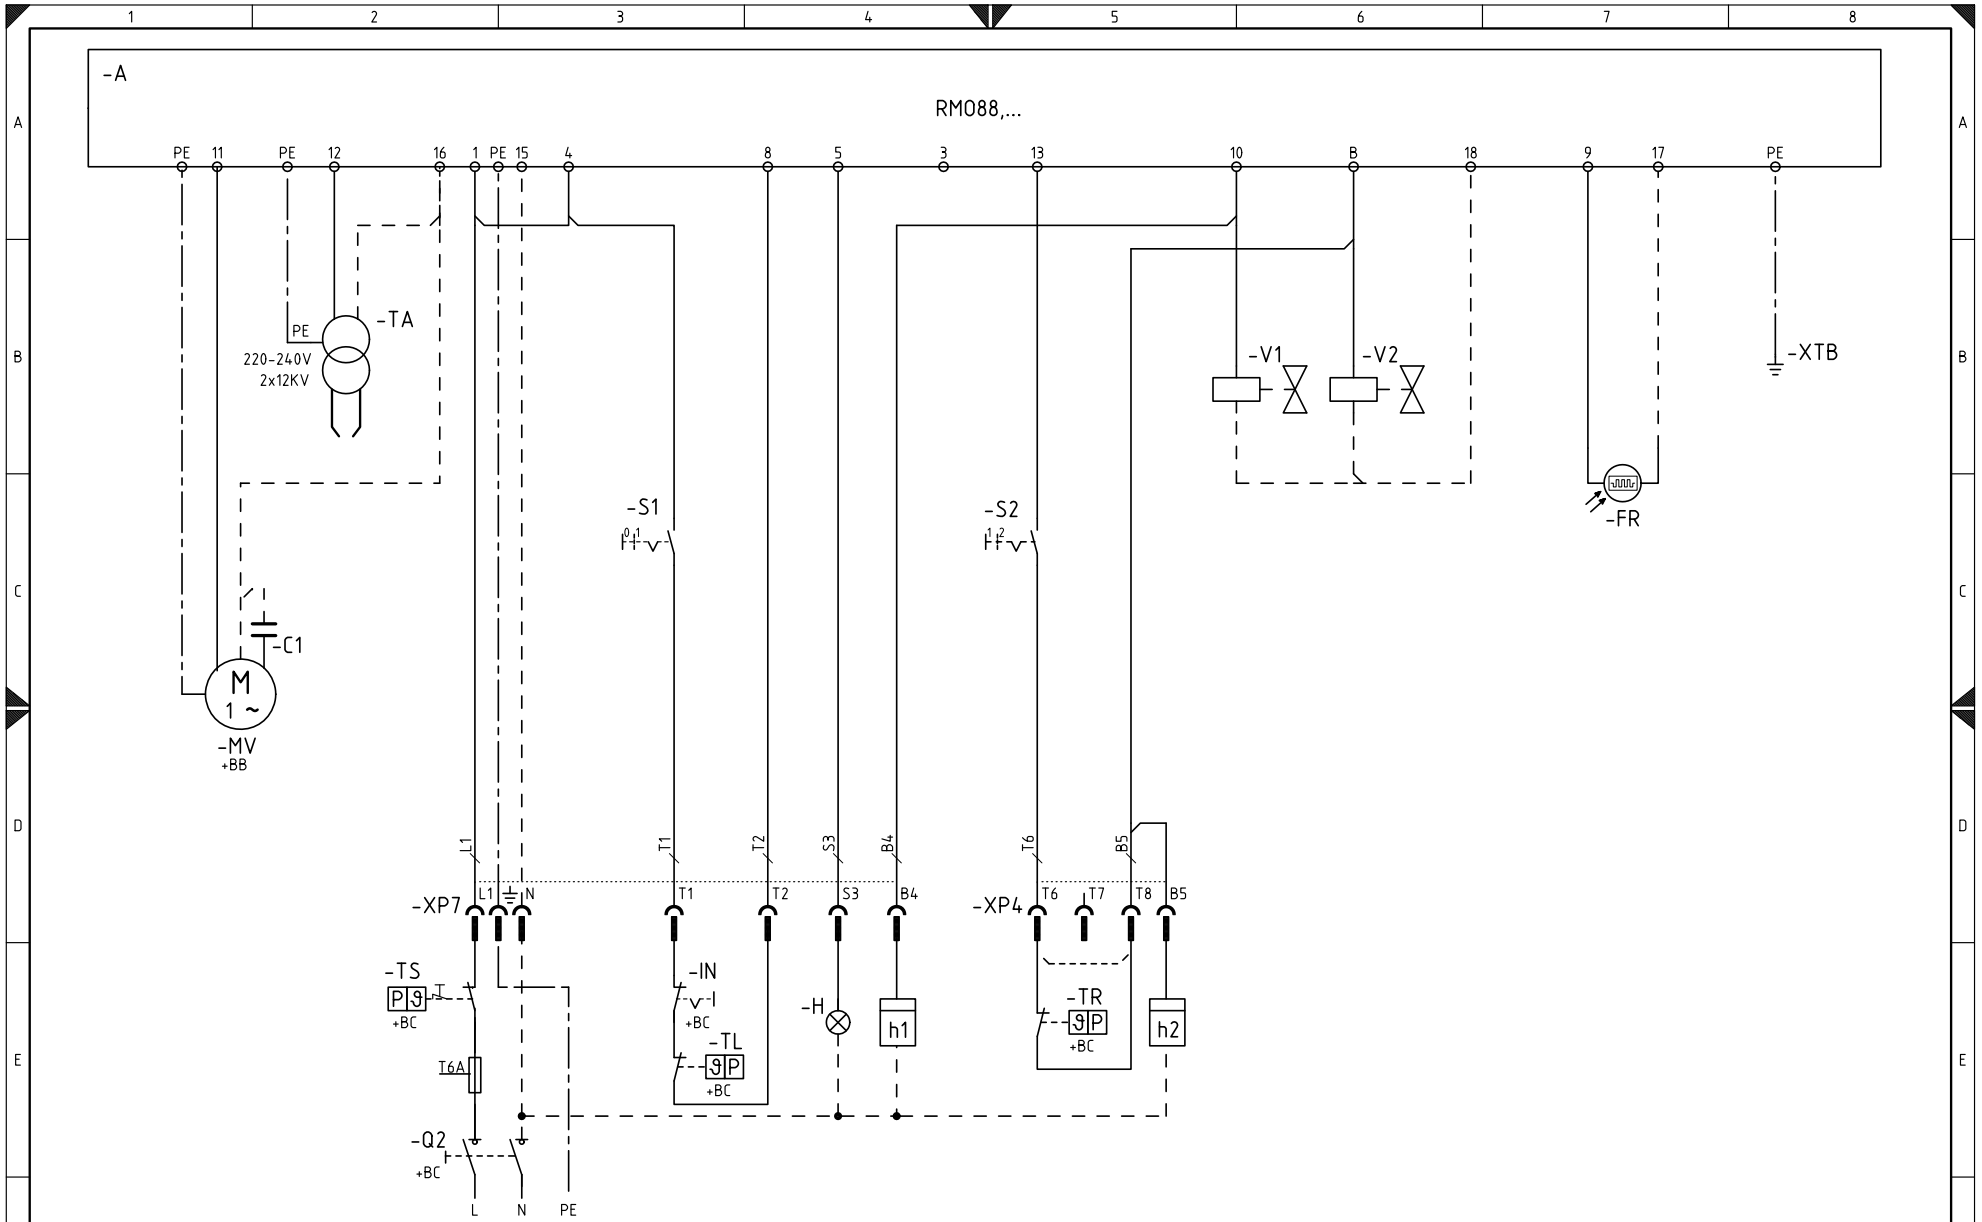 1 2 3 4 5 6 7 8
-A
RMO88,...
A A
PE 11 PE 12 16 1 PE 15 4 8 5 3 13 10 B 18 9 17 PE
-TA
PE
220-240V
2x12KV
B B
-V1 -V2 -XTB
-S1 -S2
0 1 1 2
-FR
C C
-C1
M
1 ~
-MV
+BB
D D
L1 T1 T2 S3 B4 T6 B5
L1 N T1 T2 S3 B4 T6 T7 T8 B5
-XP7 -XP4
-TS -IN
P ϑ
+BC +BC
-H h1
-TR
ϑ P
+BC
h2
-TL
ϑ P
+BC
T6A
E E
-Q2
+BC
L N PE